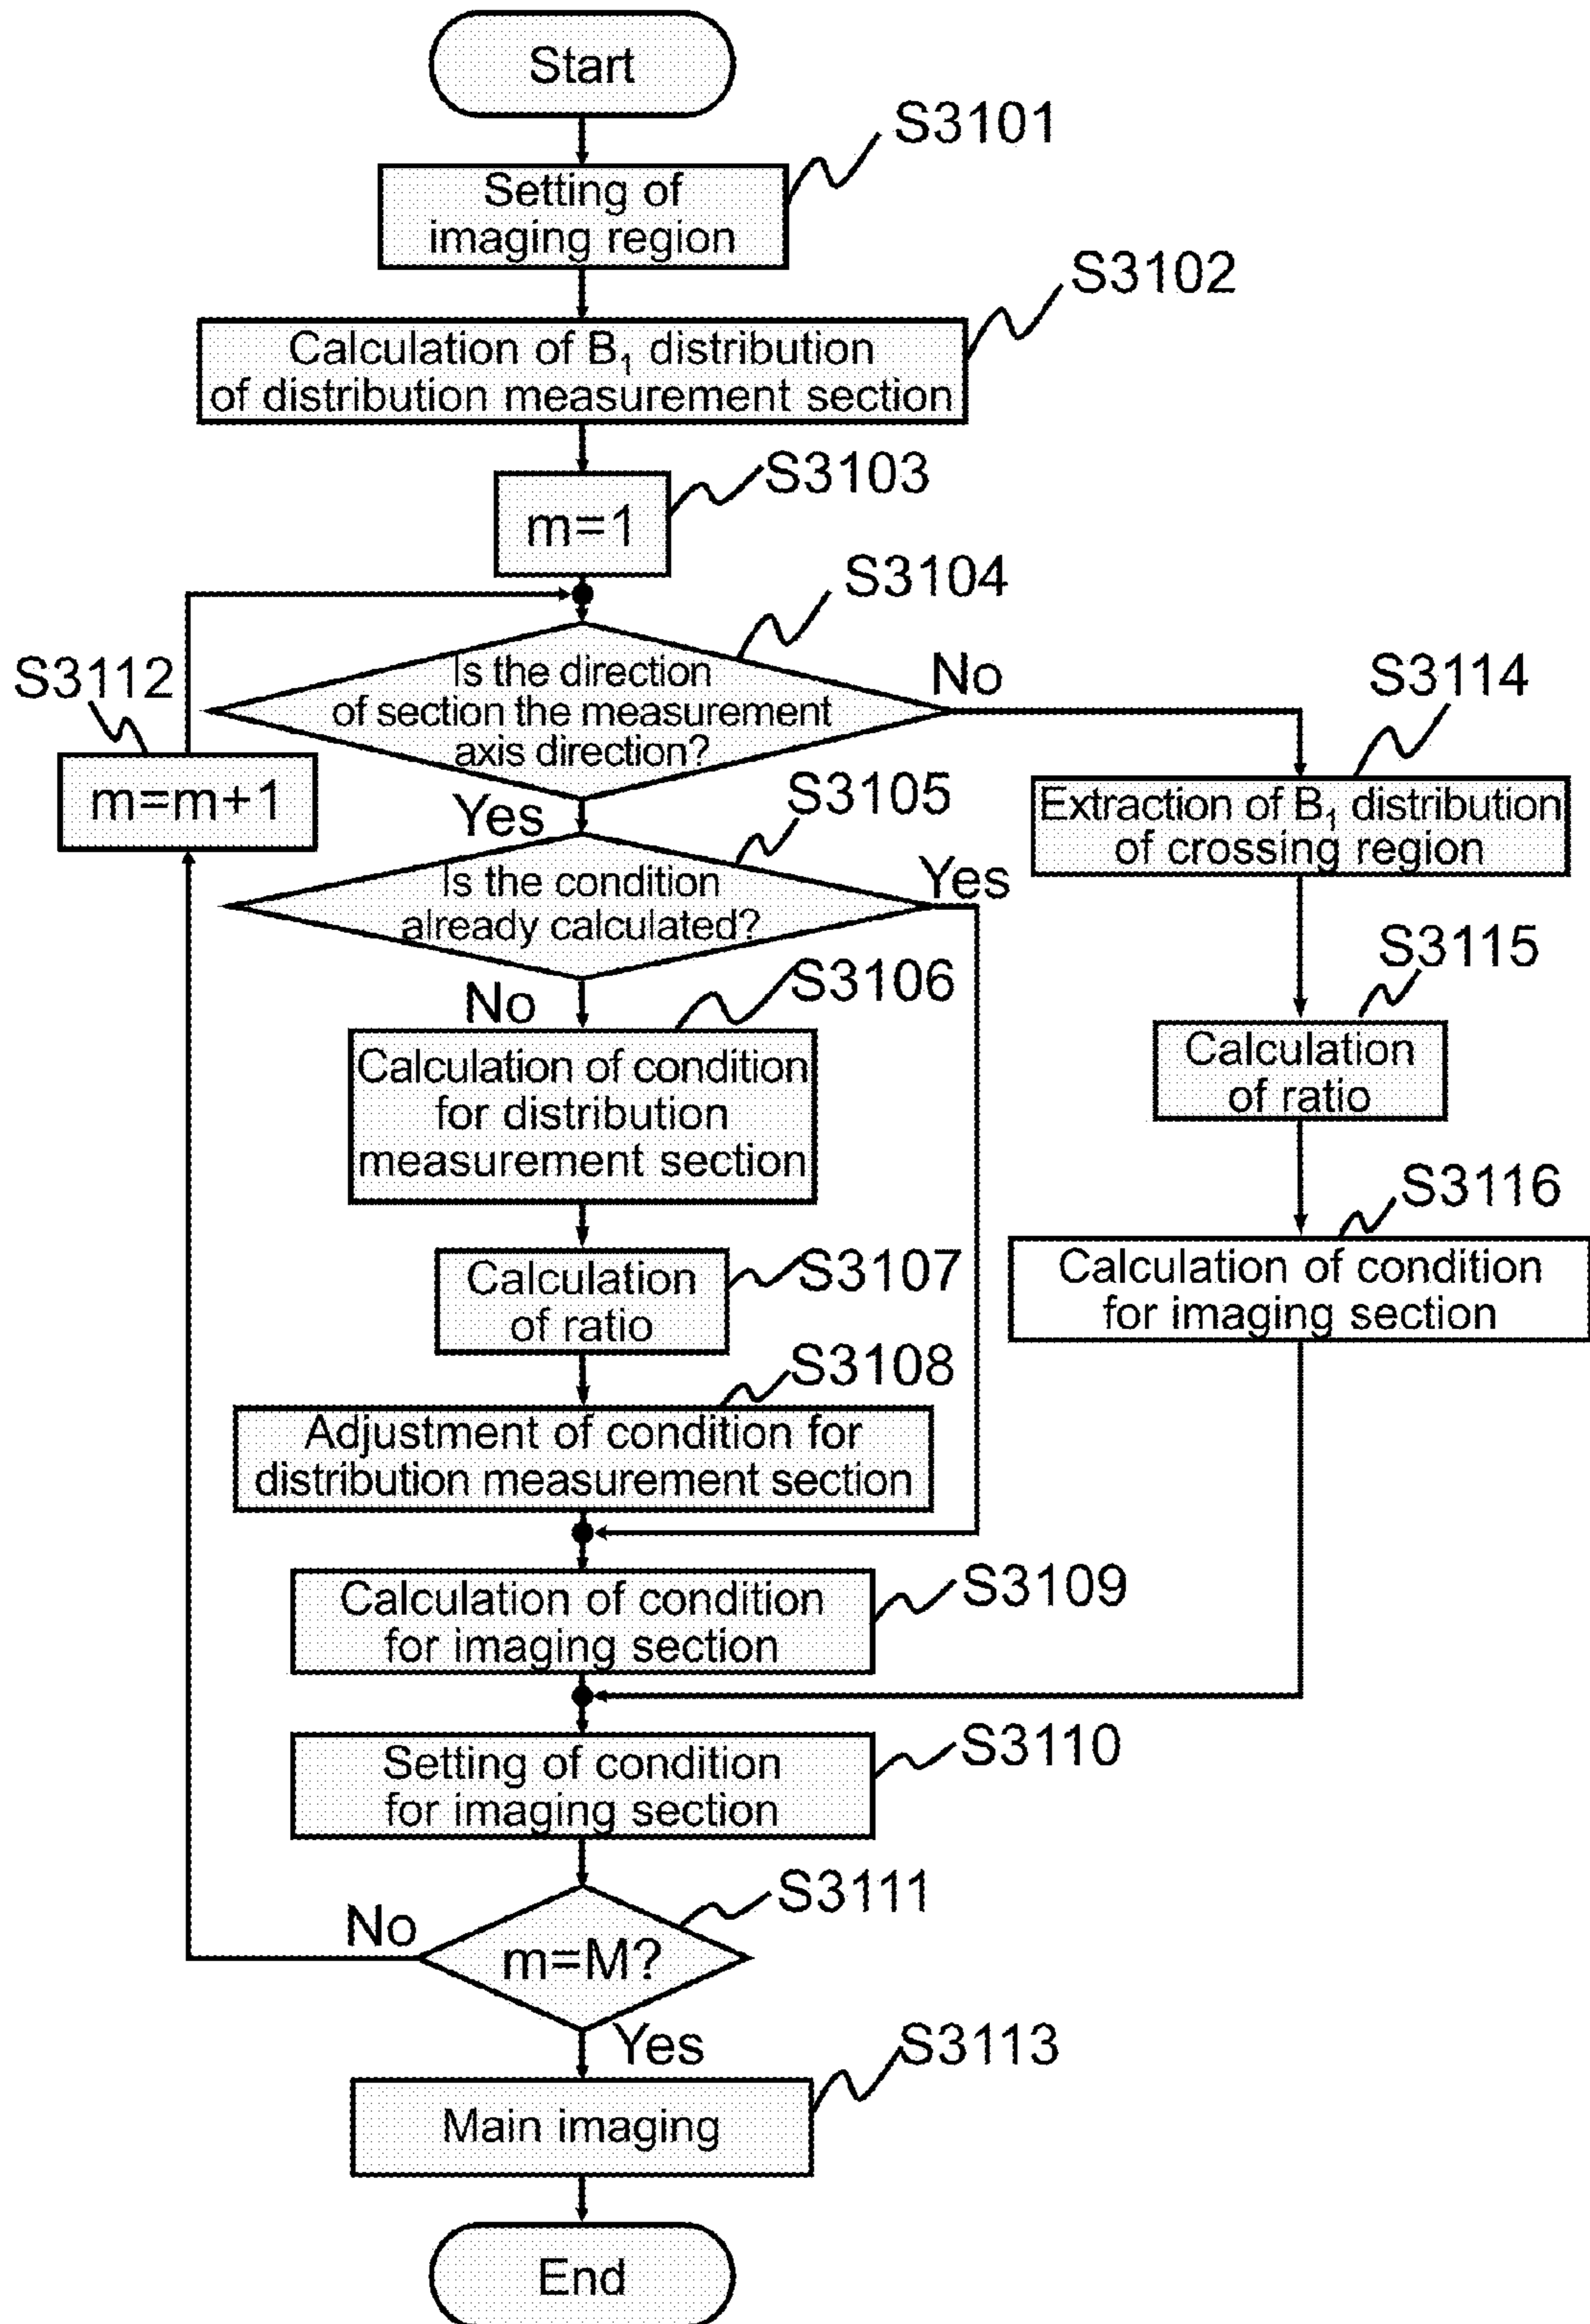 Start
S3101
Setting of
imaging region
S3102
Calculation of B₁ distribution
of distribution measurement section
S3103
m=1
S3104
Is the direction
of section the measurement
axis direction?
No
Yes
S3112
m=m+1
S3114
Extraction of B₁ distribution
of crossing region
S3105
Is the condition
already calculated?
Yes
No
S3115
Calculation
of ratio
S3106
Calculation of condition
for distribution
measurement section
S3116
Calculation of condition
for imaging section
S3107
Calculation
of ratio
S3108
Adjustment of condition for
distribution measurement section
S3109
Calculation of condition
for imaging section
S3110
Setting of condition
for imaging section
S3111
m=M?
No
Yes
S3113
Main imaging
End